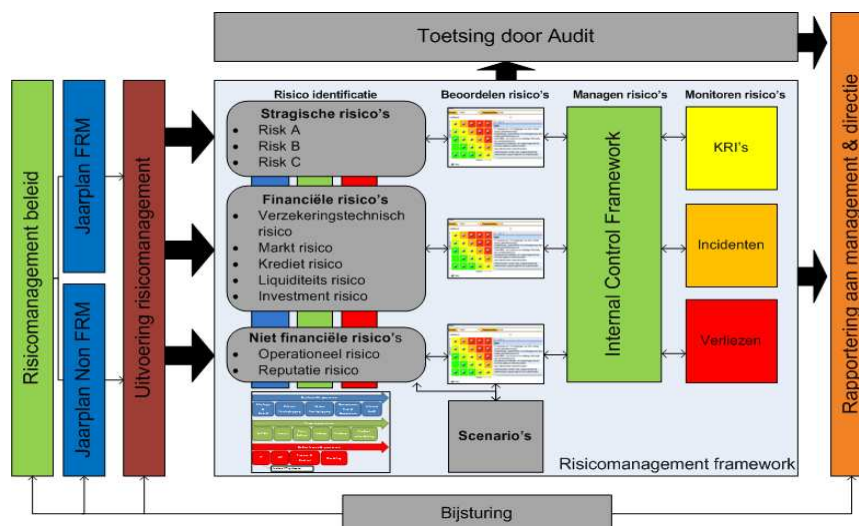 Toetsing door Audit
Risicomanagement beleid
Jaarplan FRM
Jaarplan Non FRM
Uitvoering risicomanagement
Risico identificatie
Beoordelen risico's
Managen risico's
Monitoren risico's
Stragische risico's
Risk A
Risk B
Risk C
Financiële risico's
Verzekeringstechnisch
risico
Markt risico
Krediet risico
Liquiditeits risico
Investment risico
Niet financiële risico's
Operationeel risico
Reputatie risico
Internal Control Framework
KRI's
Incidenten
Verliezen
Scenario's
Risicomanagement framework
Rapportering aan management & directie
Bijsturing